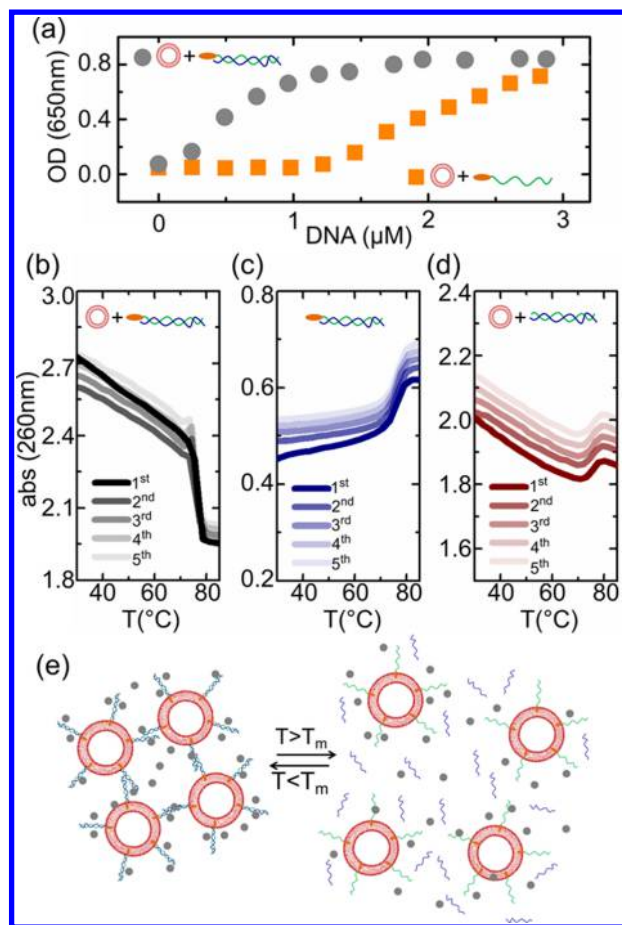 (a)
0.8
0.4
0.0
OD (650nm)
+
+
0 1 2 3
DNA (µM)
(b) (c) (d)
3.0
2.7
2.4
2.1
1.8
abs (260nm)
+
1st
2nd
3rd
4th
5th
40 60 80
T(°C)
0.8
0.6
0.4
0.2
1st
2nd
3rd
4th
5th
40 60 80
T(°C)
2.4
2.2
2.0
1.8
1.6
+
1st
2nd
3rd
4th
5th
40 60 80
T(°C)
(e)
T>Tm
T<Tm